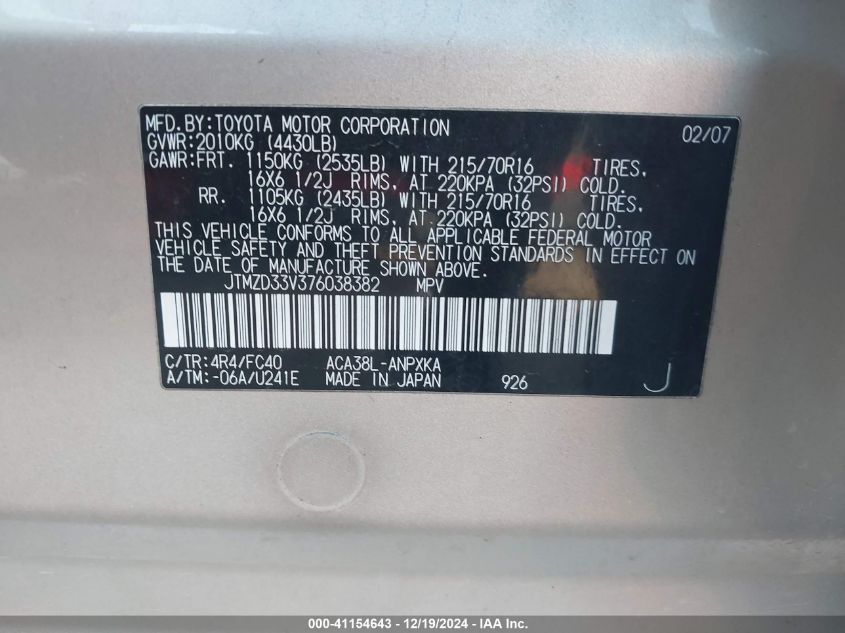 MFD.BY:TOYOTA MOTOR CORPORATION 02/07
GVWR:2010KG (4430LB)
GAWR:FRT. 1150KG (2535LB) WITH 215/70R16 TIRES,
16X6 1/2J RIMS, AT 220KPA (32PSI) COLD.
RR. 1105KG (2435LB) WITH 215/70R16 TIRES,
16X6 1/2J RIMS, AT 220KPA (32PSI) COLD.
THIS VEHICLE CONFORMS TO ALL APPLICABLE FEDERAL MOTOR
VEHICLE SAFETY AND THEFT PREVENTION STANDARDS IN EFFECT ON
THE DATE OF MANUFACTURE SHOWN ABOVE.
JTMZD33V376038382 MPV
C/TR:4R4/FC40 ACA38L-ANPXKA
A/TM:-06A/U241E MADE IN JAPAN 926 J
000-41154643 - 12/19/2024 - IAA Inc.